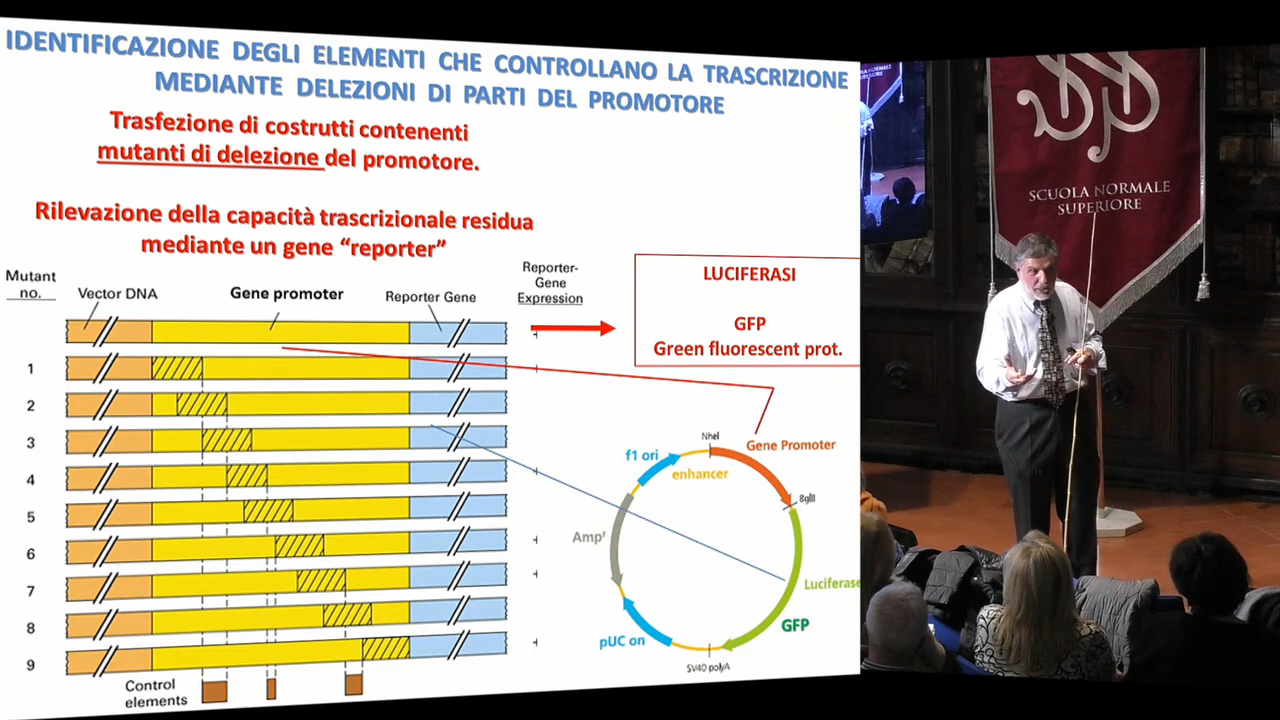 IDENTIFICAZIONE DEGLI ELEMENTI CHE CONTROLLANO LA TRASCRIZIONE
MEDIANTE DELEZIONI DI PARTI DEL PROMOTORE
Trasfezione di costrutti contenenti
mutanti di delezione del promotore.
Rilevazione della capacità trascrizionale residua
mediante un gene “reporter”
Mutant
no.
Vector DNA
Gene promoter
Reporter Gene
Reporter-
Gene
Expression
+
LUCIFERASI
GFP
Green fluorescent prot.
1
+
2
3
4
+
5
6
+
7
+
8
9
+
Control
elements
NheI
Gene Promoter
f1 ori
enhancer
BglII
Ampʳ
Luciferase
GFP
pUC ori
SV40 polyA
SCUOLA NORMALE
SUPERIORE